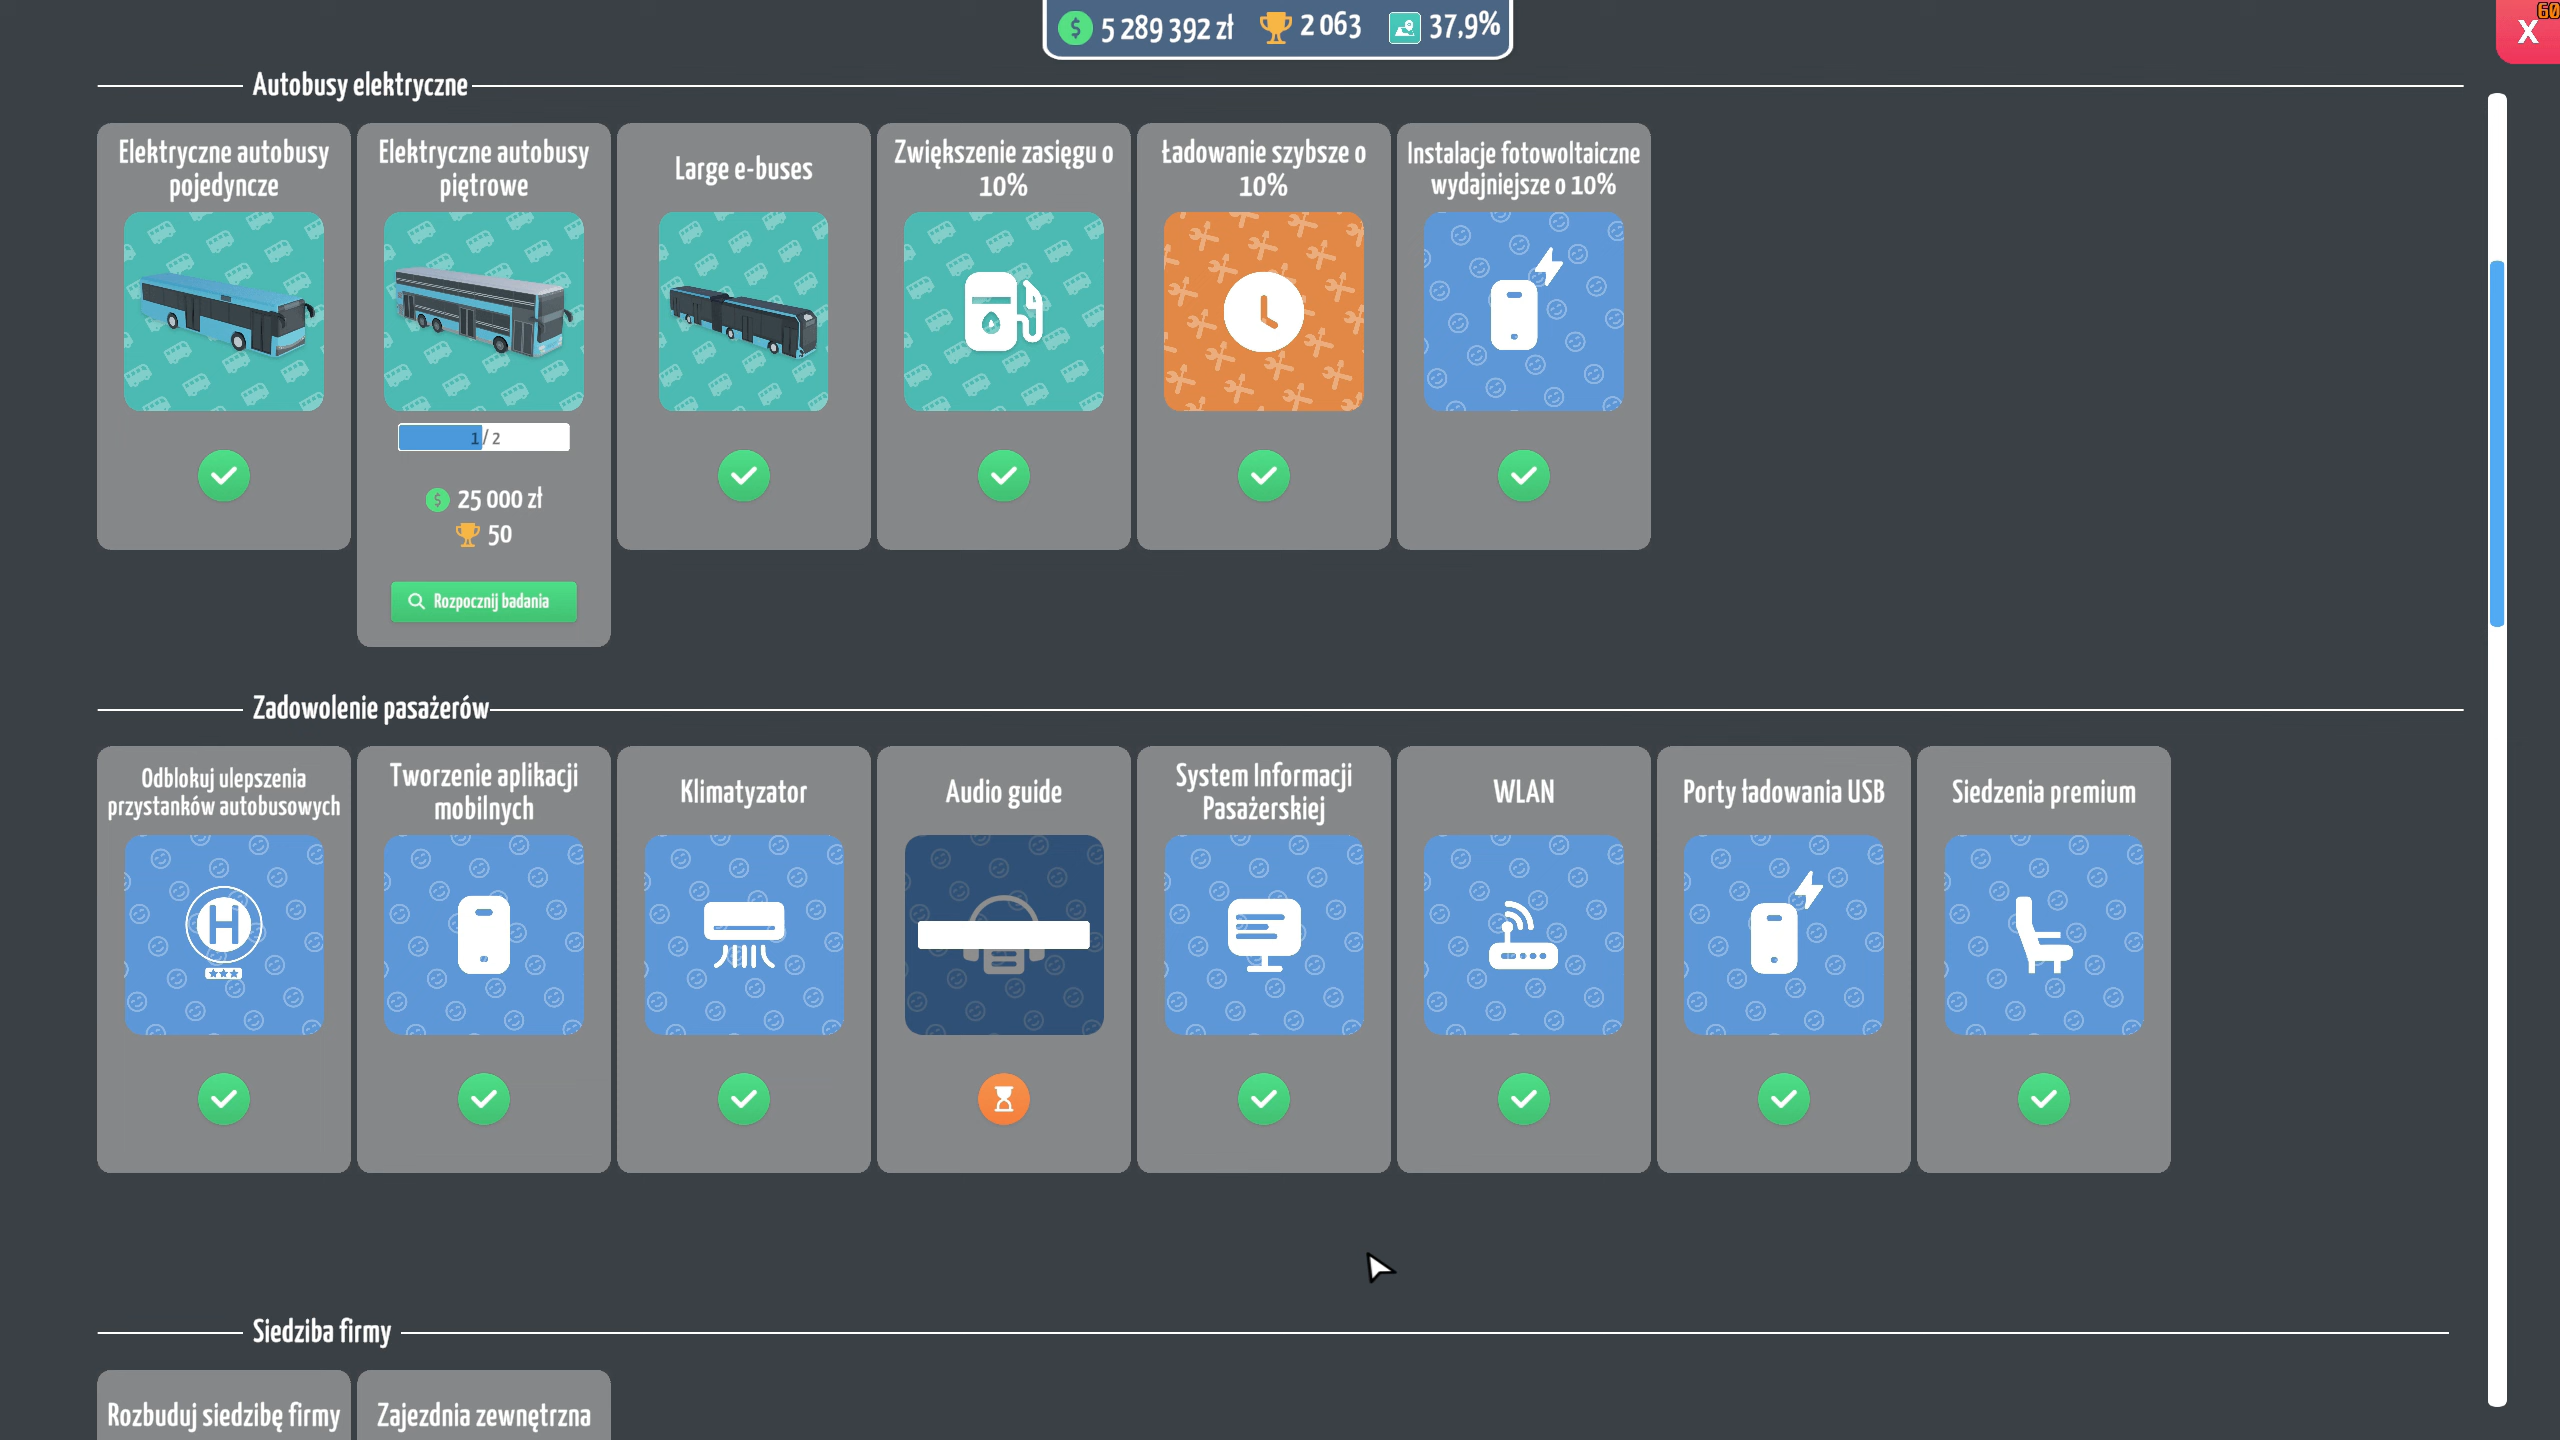 5 289 392 zł 2 063 37,9%
60
X
Autobusy elektryczne
Elektryczne autobusy
pojedyncze
Elektryczne autobusy
piętrowe
1 / 2
$ 25 000 zł
50
Rozpocznij badania
Large e-buses
Zwiększenie zasięgu o
10%
Ładowanie szybsze o
10%
Instalacje fotowoltaiczne
wydajniejsze o 10%
Zadowolenie pasażerów
Odblokuj ulepszenia
przystanków autobusowych
H
Tworzenie aplikacji
mobilnych
Klimatyzator
Audio guide
System Informacji
Pasażerskiej
WLAN
Porty ładowania USB
Siedzenia premium
Siedziba firmy
Rozbuduj siedzibę firmy
Zajezdnia zewnętrzna